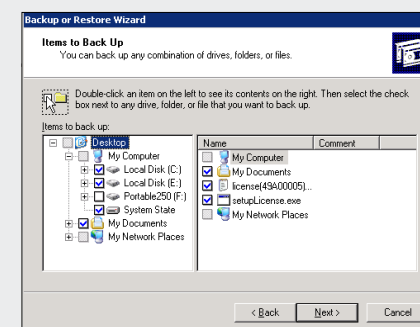 Backup or Restore Wizard
Items to Back Up
You can back up any combination of drives, folders, or files.
Double-click an item on the left to see its contents on the right. Then select the check
box next to any drive, folder, or file that you want to back up.
Items to back up:
Desktop
My Computer
Local Disk (C:)
Local Disk (E:)
Portable250 (F:)
System State
My Documents
My Network Places
Name Comment
My Computer
My Documents
license(49A00005)...
setupLicense.exe
My Network Places
< Back Next > Cancel